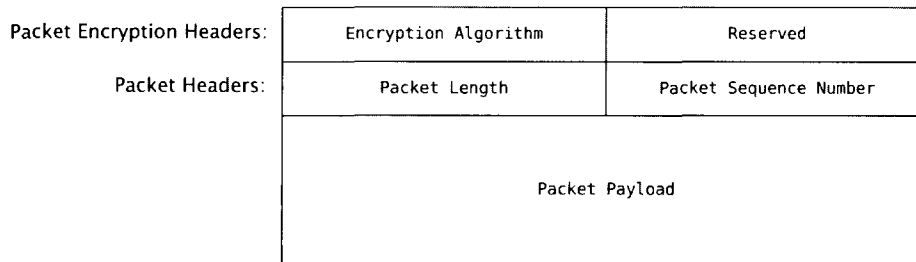 Packet Encryption Headers: Encryption Algorithm Reserved
Packet Headers: Packet Length Packet Sequence Number
Packet Payload